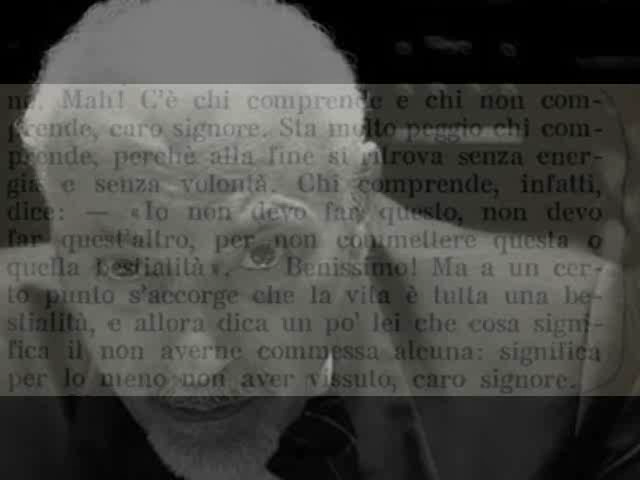 no. Mah! C'è chi comprende e chi non com-
prende, caro signore. Sta molto peggio chi com-
prende, perchè alla fine si ritrova senza ener-
gia e senza volontà. Chi comprende, infatti,
dice: — «Io non devo far questo, non devo
far quest'altro, per non commettere questa o
quella bestialità». — Benissimo! Ma a un cer-
to punto s'accorge che la vita è tutta una be-
stialità, e allora dica un po' lei che cosa signi-
fica il non averne commessa alcuna: significa
per lo meno non aver vissuto, caro signore.